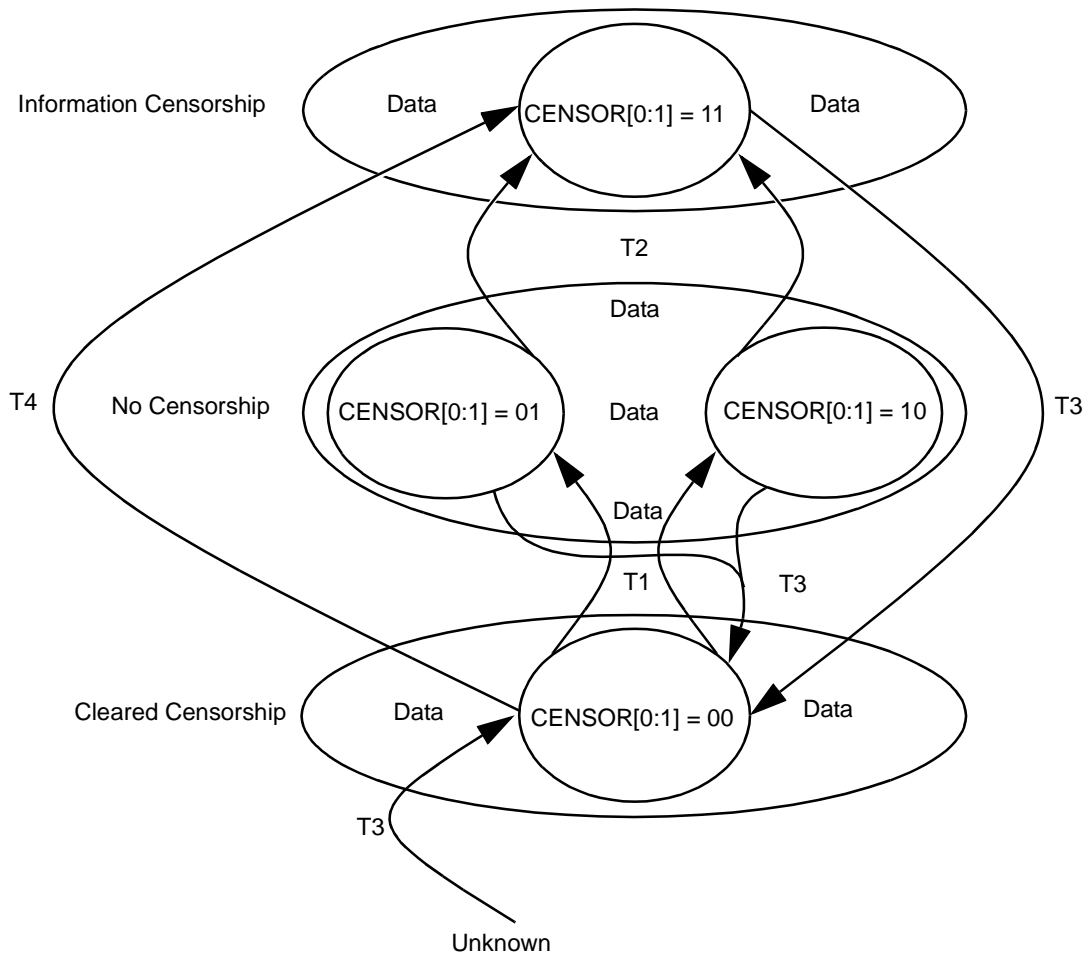 Information Censorship
Data
CENSOR[0:1] = 11
Data
T2
Data
T4
No Censorship
CENSOR[0:1] = 01
Data
CENSOR[0:1] = 10
T3
Data
T1
T3
Cleared Censorship
Data
CENSOR[0:1] = 00
Data
T3
Unknown